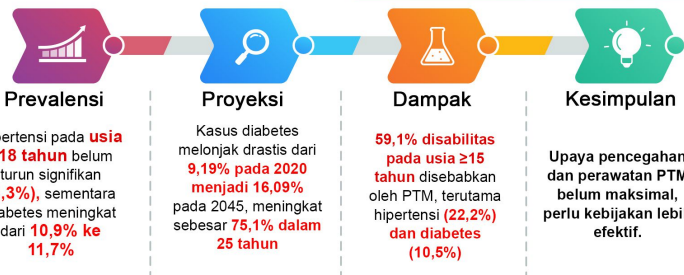 Prevalensi
ertensi pada usia
18 tahun belum
turun signifikan
,3%), sementara
abetes meningkat
dari 10,9% ke
11,7%
Proyeksi
Kasus diabetes
melonjak drastis dari
9,19% pada 2020
menjadi 16,09%
pada 2045, meningkat
sebesar 75,1% dalam
25 tahun
Dampak
59,1% disabilitas
pada usia ≥15
tahun disebabkan
oleh PTM, terutama
hipertensi (22,2%)
dan diabetes
(10,5%)
Kesimpulan
Upaya pencegahan
dan perawatan PTM
belum maksimal,
perlu kebijakan lebih
efektif.